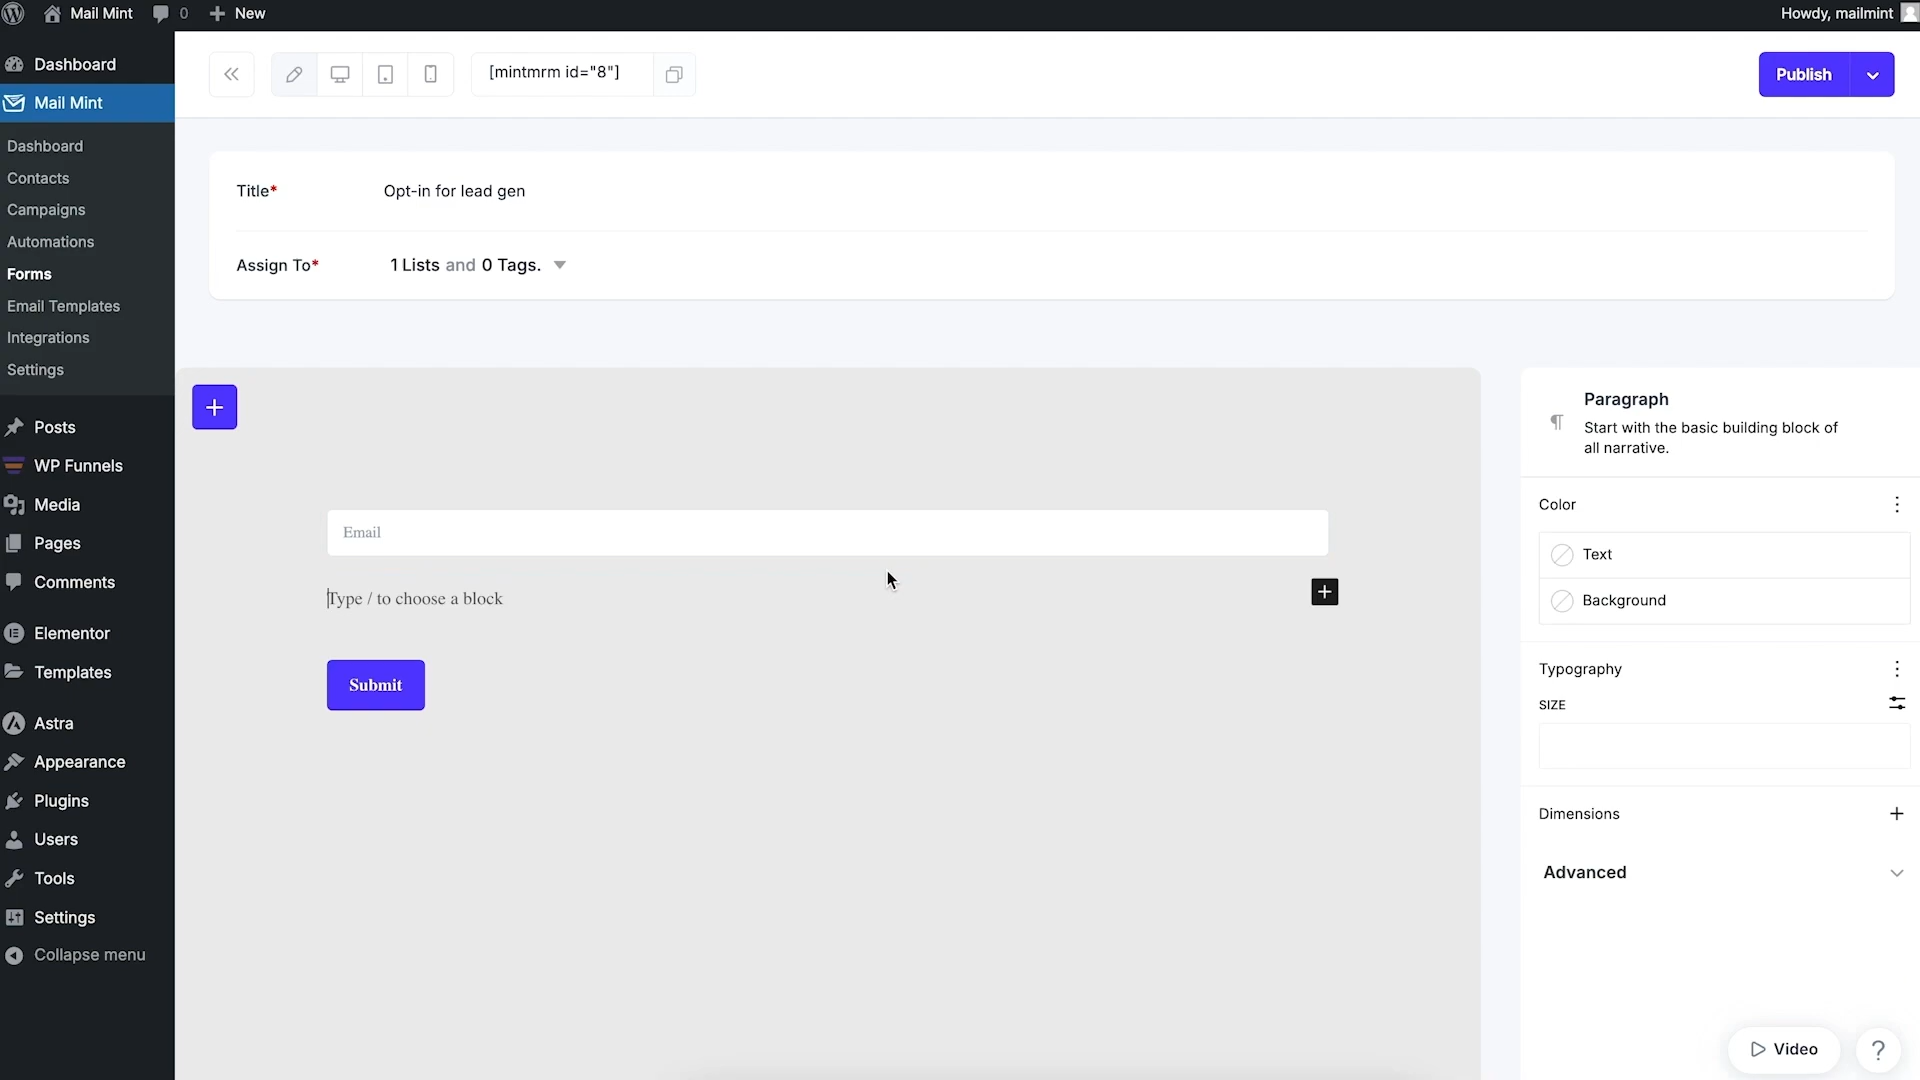 Mail Mint
0
New
Howdy, mailmint
Dashboard
Mail Mint
Dashboard
Contacts
Campaigns
Automations
Forms
Email Templates
Integrations
Settings
Posts
WP Funnels
Media
Pages
Comments
Elementor
Templates
Astra
Appearance
Plugins
Users
Tools
Settings
Collapse menu
[mintmrm id="8"]
Publish
Title*
Opt-in for lead gen
Assign To*
1 Lists and 0 Tags.
Email
Type / to choose a block
Submit
Paragraph
Start with the basic building block of
all narrative.
Color
Text
Background
Typography
SIZE
Dimensions
Advanced
Video
?